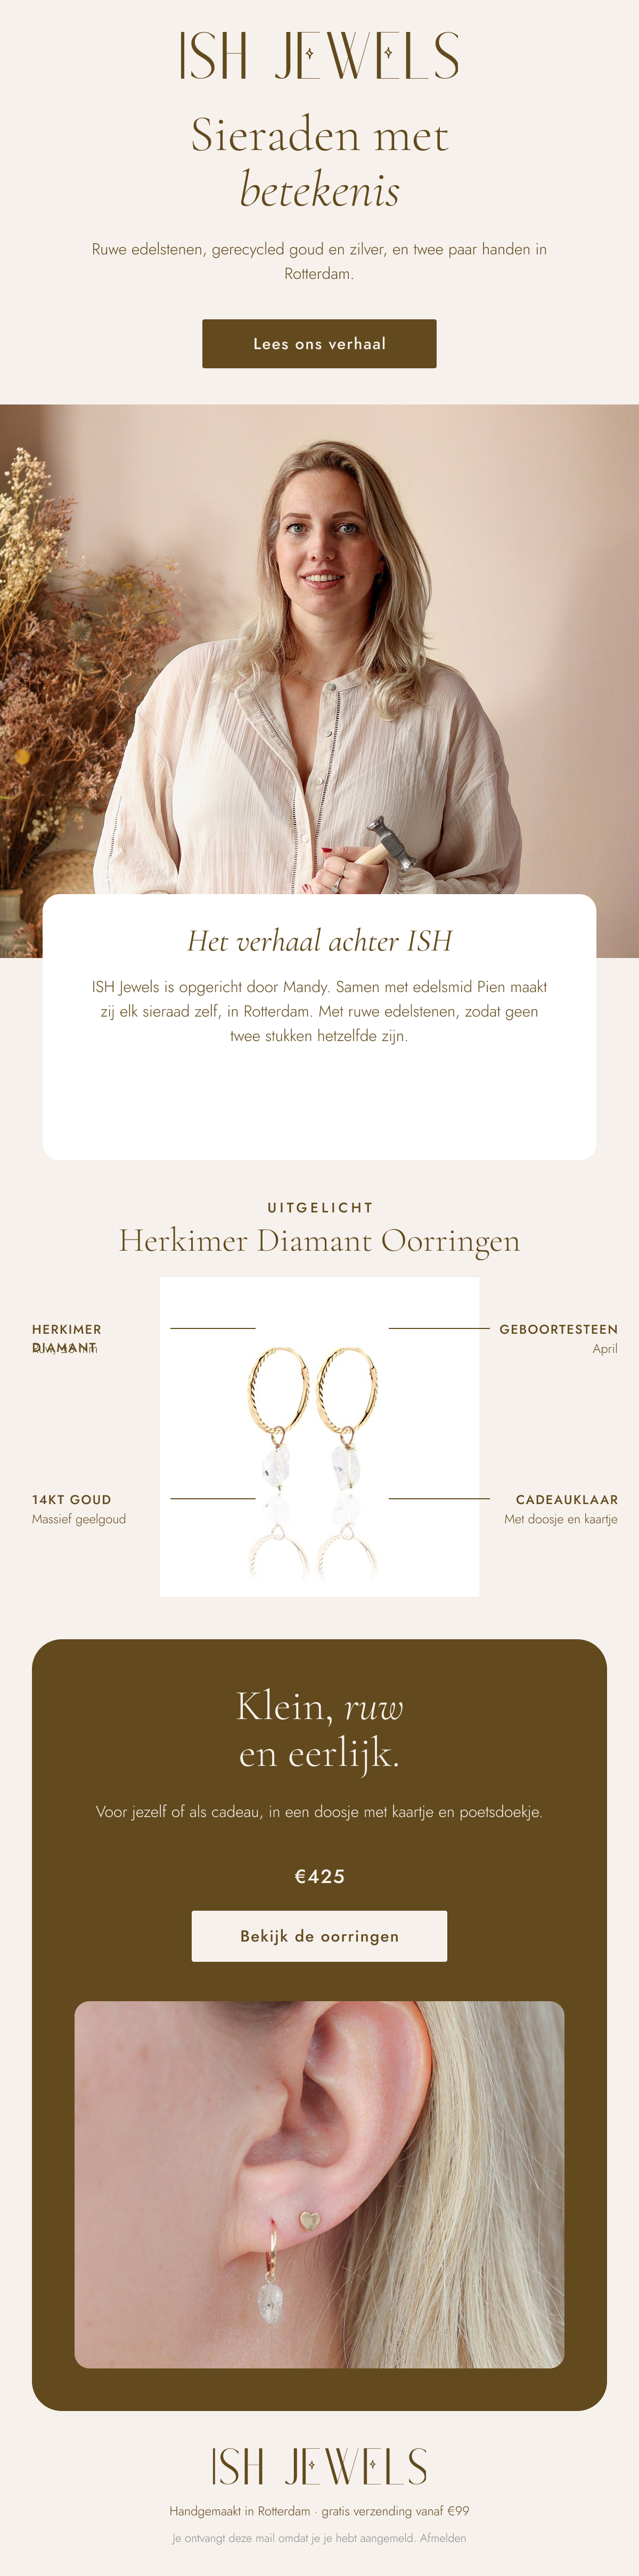 ISH JEWELS
Sieraden met
betekenis
Ruwe edelstenen, gerecycled goud en zilver, en twee paar handen in
Rotterdam.
Lees ons verhaal
Het verhaal achter ISH
ISH Jewels is opgericht door Mandy. Samen met edelsmid Pien maakt
zij elk sieraad zelf, in Rotterdam. Met ruwe edelstenen, zodat geen
twee stukken hetzelfde zijn.
UITGELICHT
Herkimer Diamant Oorringen
HERKIMER
DIAMANT
GEBOORTESTEEN
April
14KT GOUD
Massief geelgoud
CADEAUKLAAR
Met doosje en kaartje
Klein, ruw
en eerlijk.
Voor jezelf of als cadeau, in een doosje met kaartje en poetsdoekje.
€425
Bekijk de oorringen
ISH JEWELS
Handgemaakt in Rotterdam · gratis verzending vanaf €99
Je ontvangt deze mail omdat je je hebt aangemeld. Afmelden